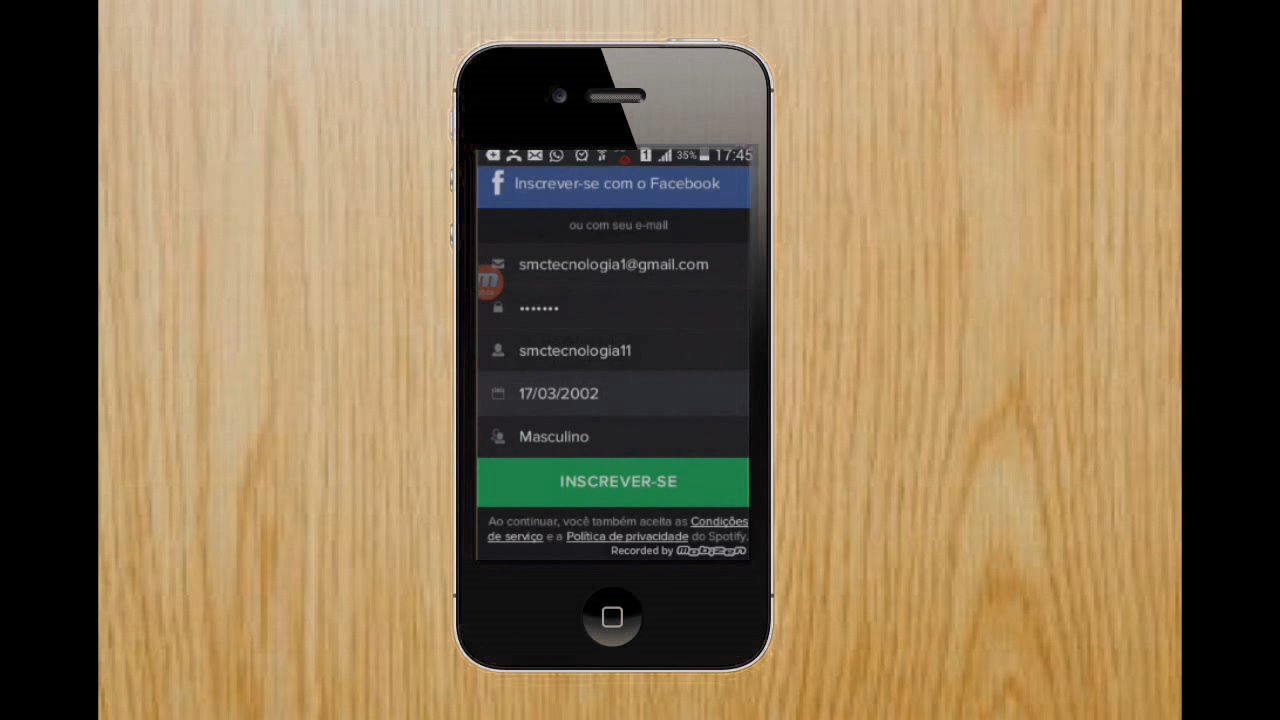 1 35% 17:45
f Inscrever-se com o Facebook
ou com seu e-mail
smctecnologia1@gmail.com
•••••••
smctecnologia11
17/03/2002
Masculino
INSCREVER-SE
Ao continuar, você também aceita as Condições
de serviço e a Política de privacidade do Spotify.
Recorded by mobizen